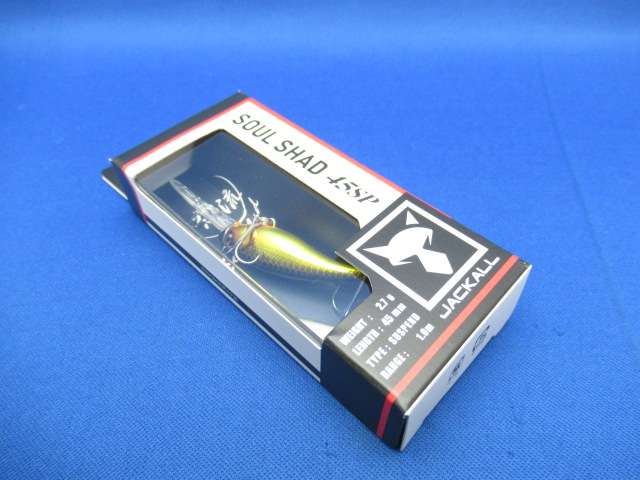 SOUL SHAD 45SP
JACKALL
WEIGHT : 2.7 g
LENGTH : 45 mm
TYPE : SUSPEND
RANGE : 1.0m